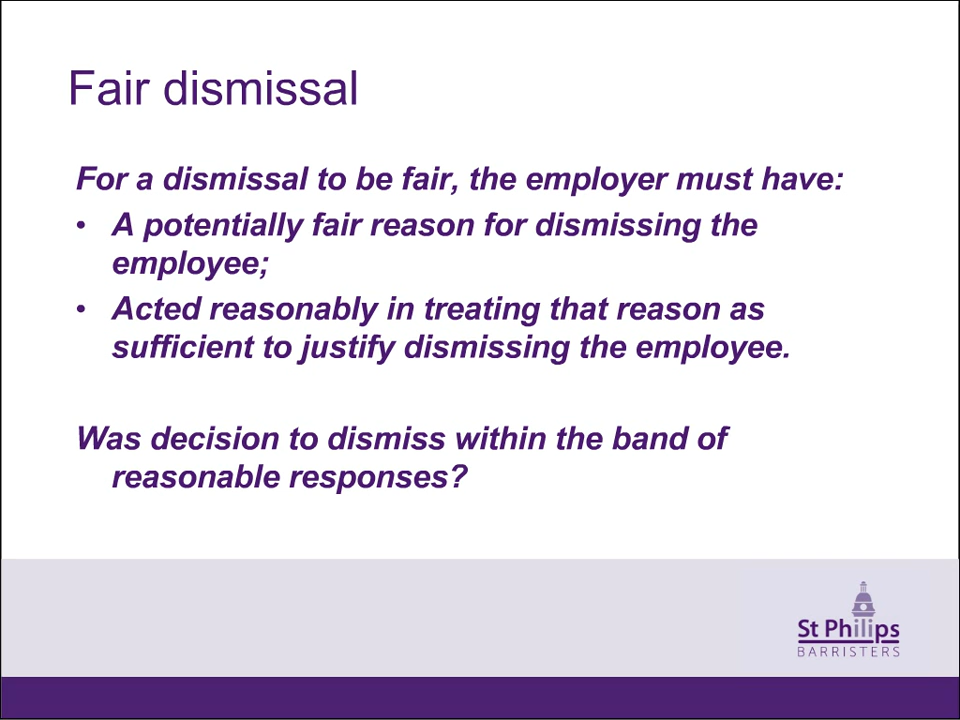 Fair dismissal
For a dismissal to be fair, the employer must have:
• A potentially fair reason for dismissing the
employee;
• Acted reasonably in treating that reason as
sufficient to justify dismissing the employee.
Was decision to dismiss within the band of
reasonable responses?
St Philips
BARRISTERS